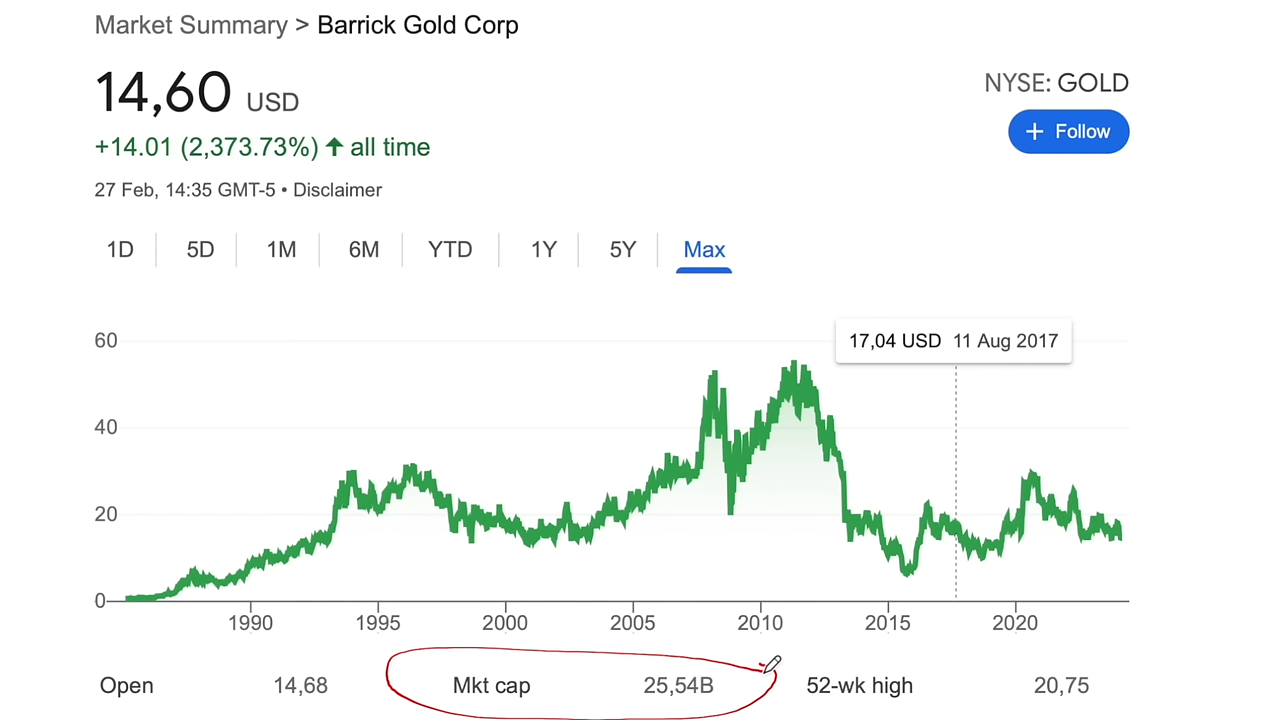 Market Summary > Barrick Gold Corp
14,60 USD
NYSE: GOLD
+ Follow
+14.01 (2,373.73%) ↑ all time
27 Feb, 14:35 GMT-5 • Disclaimer
1D 5D 1M 6M YTD 1Y 5Y Max
17,04 USD 11 Aug 2017
60
40
20
0
1990 1995 2000 2005 2010 2015 2020
Open 14,68 Mkt cap 25,54B 52-wk high 20,75